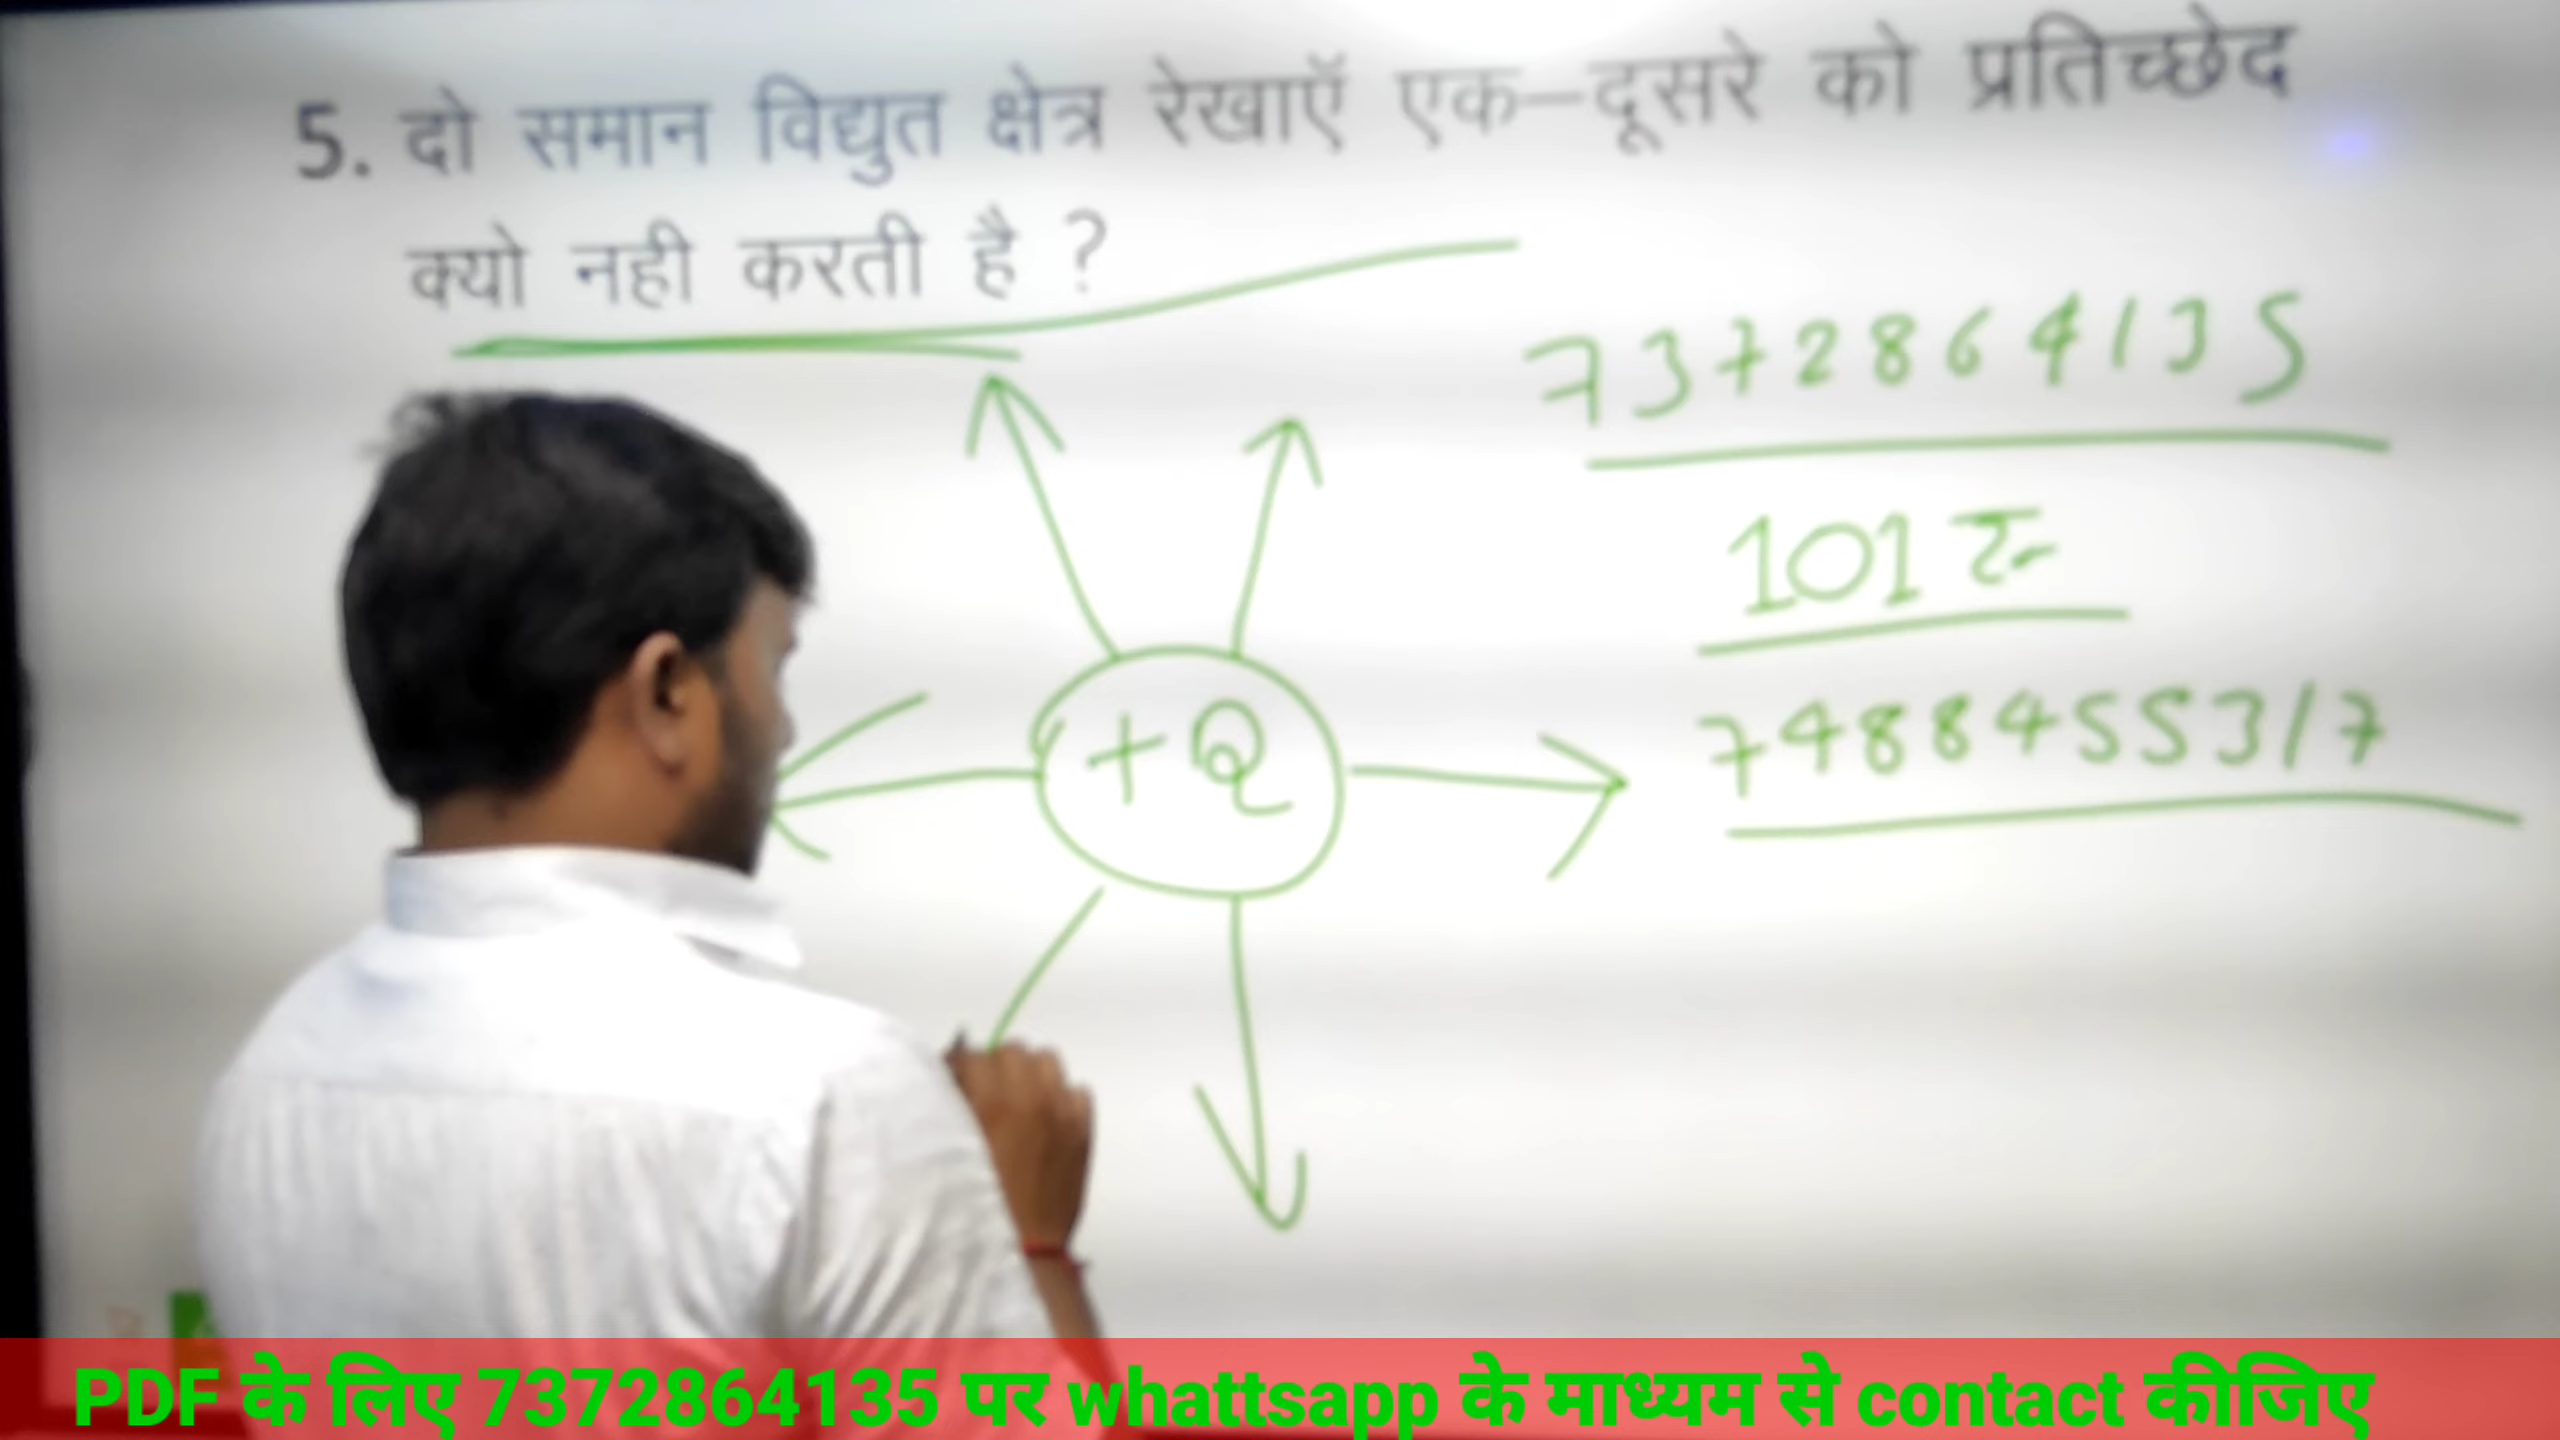 5. दो समान विद्युत क्षेत्र रेखाएँ एक–दूसरे को प्रतिच्छेद
क्यो नही करती है ?
7372864135
101 रु
7488455317
+Q
PDF के लिए 7372864135 पर whattsapp के माध्यम से contact कीजिए